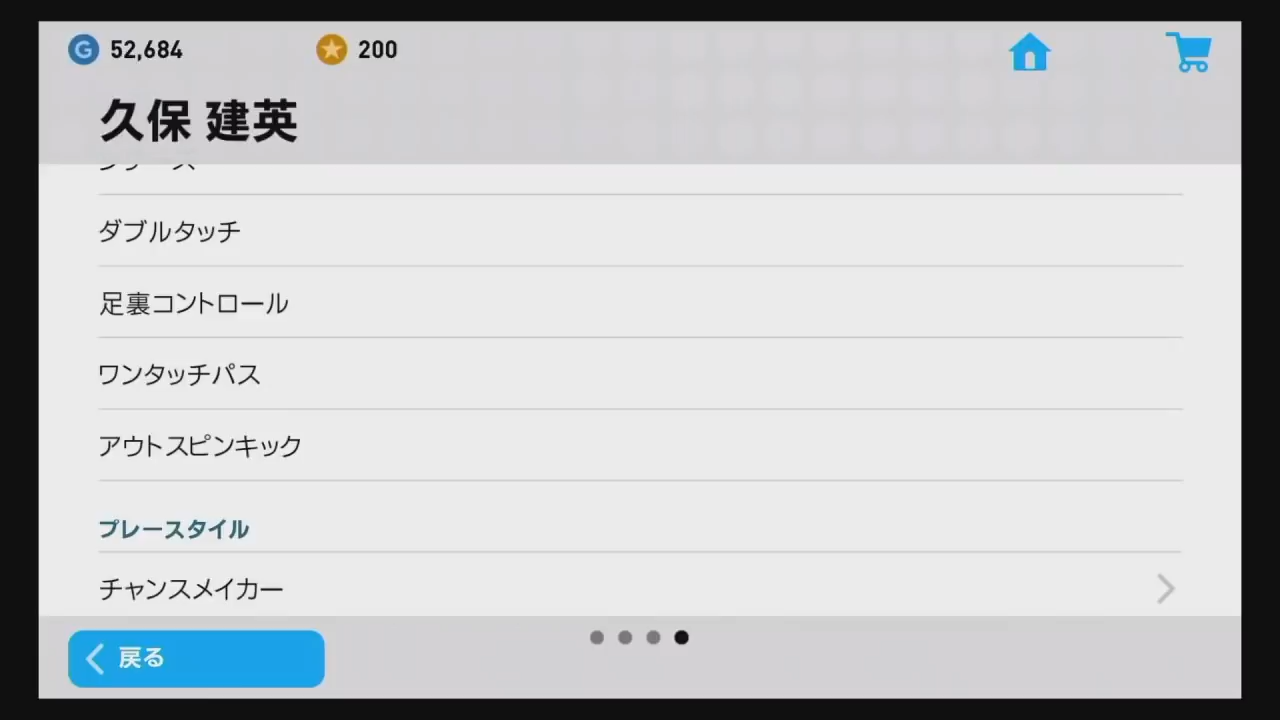 G 52,684
200
久保 建英
ダブルタッチ
足裏コントロール
ワンタッチパス
アウトスピンキック
プレースタイル
チャンスメイカー
戻る